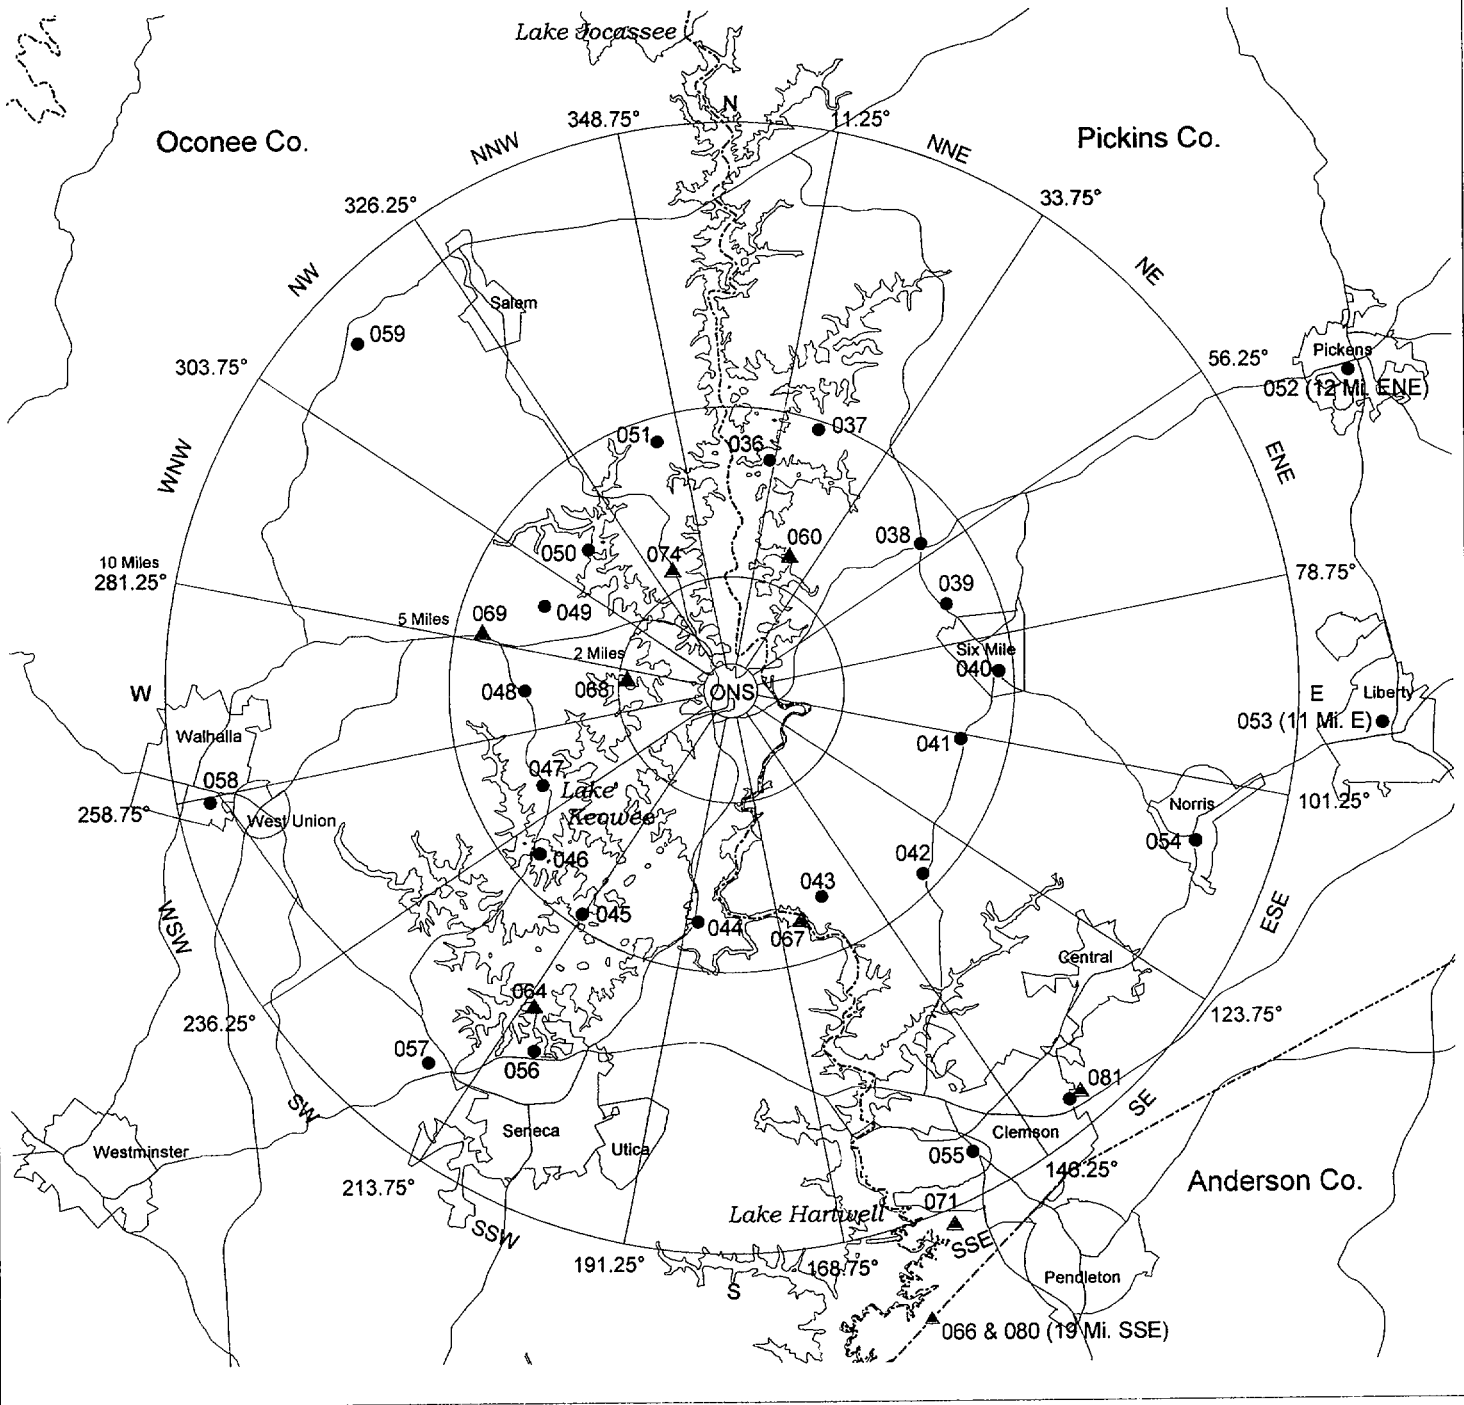 Lake Jocassee
N
348.75°
11.25°
Oconee Co.
Pickins Co.
NNW
NNE
326.25°
33.75°
NW
NE
Salem
059
Pickens
303.75°
56.25°
052 (12 Mi. ENE)
051
036
037
WNW
ENE
050
074
060
038
10 Miles
281.25°
78.75°
069
049
039
5 Miles
2 Miles
Six Mile
W
048
068
ONS
040
E
Liberty
053 (11 Mi. E)
Walhalla
041
058
047
Lake
Keowee
258.75°
West Union
101.25°
Norris
054
046
042
043
045
044
067
WSW
ESE
Central
064
236.25°
123.75°
057
056
081
SW
SE
Seneca
Utica
Clemson
Westminster
055
146.25°
213.75°
Anderson Co.
071
Lake Hartwell
SSW
SSE
191.25°
168.75°
S
Pendleton
066 & 080 (19 Mi. SSE)